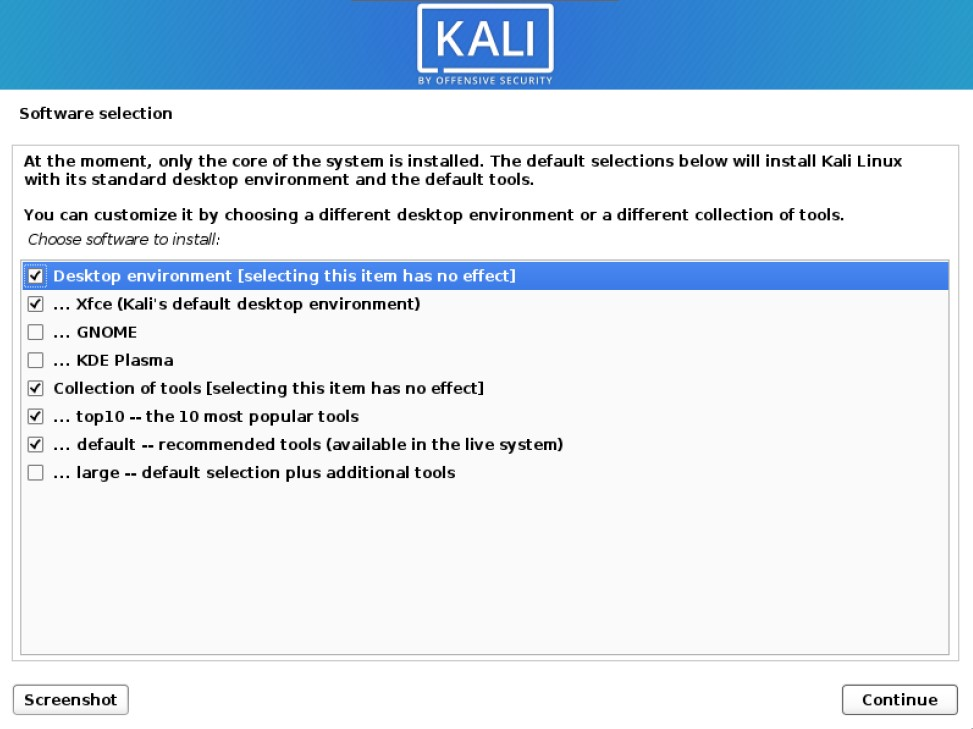 KALI
BY OFFENSIVE SECURITY
Software selection
At the moment, only the core of the system is installed. The default selections below will install Kali Linux
with its standard desktop environment and the default tools.
You can customize it by choosing a different desktop environment or a different collection of tools.
Choose software to install:
Desktop environment [selecting this item has no effect]
... Xfce (Kali's default desktop environment)
... GNOME
... KDE Plasma
Collection of tools [selecting this item has no effect]
... top10 -- the 10 most popular tools
... default -- recommended tools (available in the live system)
... large -- default selection plus additional tools
Screenshot
Continue